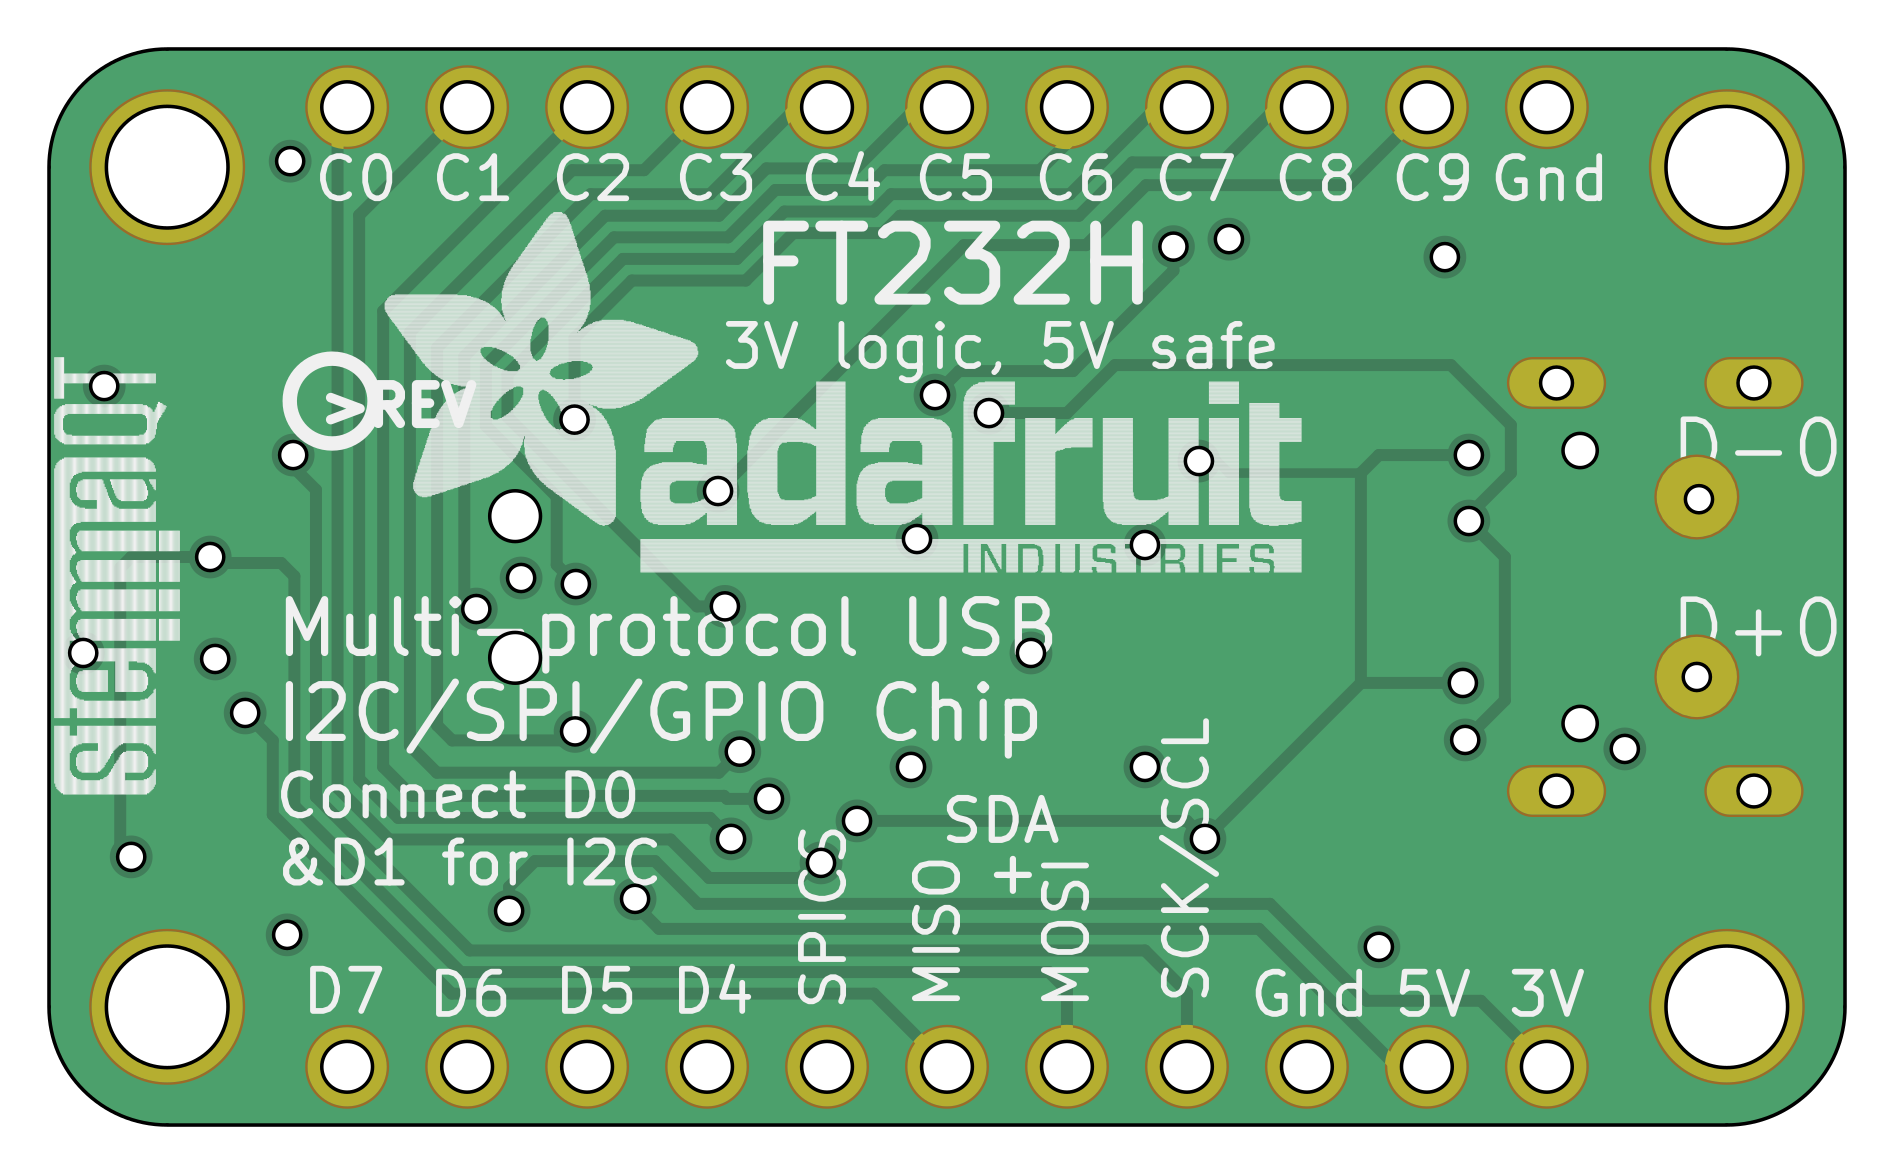 C0 C1 C2 C3 C4 C5 C6 C7 C8 C9 Gnd
FT232H
3V logic, 5V safe
>REV
adafruit
INDUSTRIES
stemmaQT
D-0
D+0
Multi-protocol USB
I2C/SPI/GPIO Chip
Connect D0
&D1 for I2C
SDA
+
SPICS
MISO
MOSI
SCK/SCL
D7 D6 D5 D4 Gnd 5V 3V